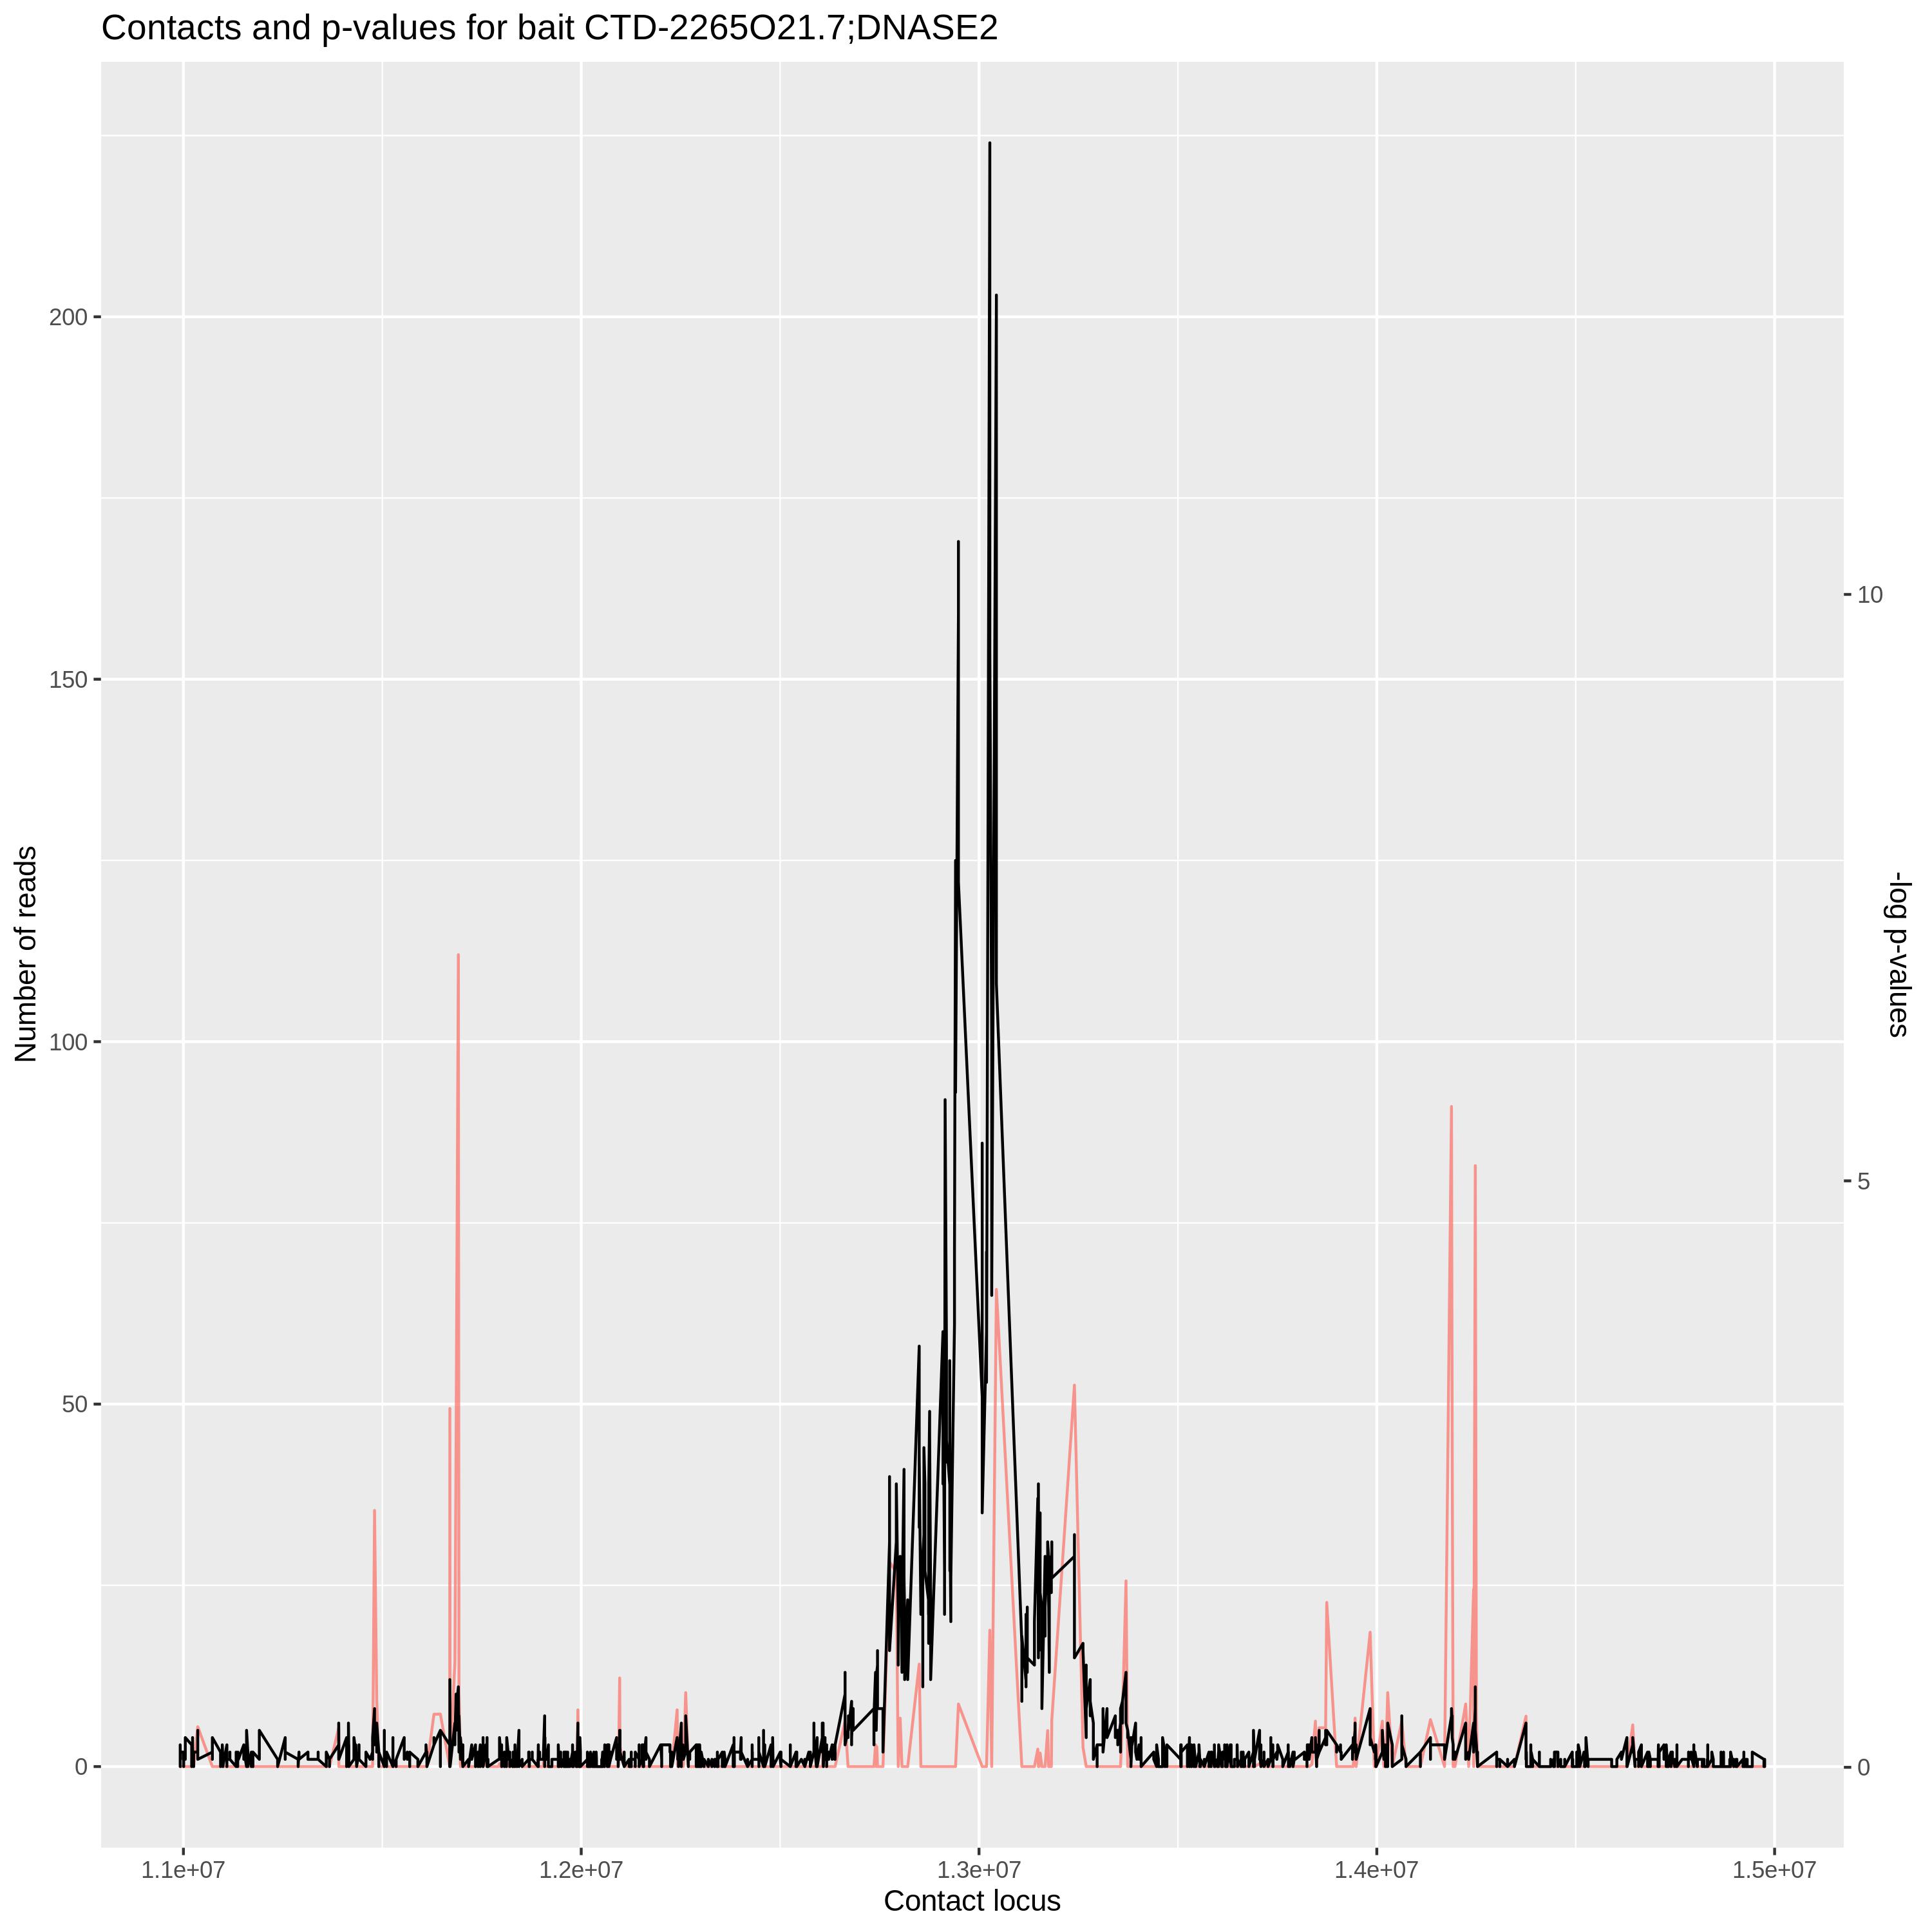 Contacts and p-values for bait CTD-2265O21.7;DNASE2
Number of reads
200
150
100
50
0
10
5
0
-log p-values
1.1e+07
1.2e+07
1.3e+07
1.4e+07
1.5e+07
Contact locus